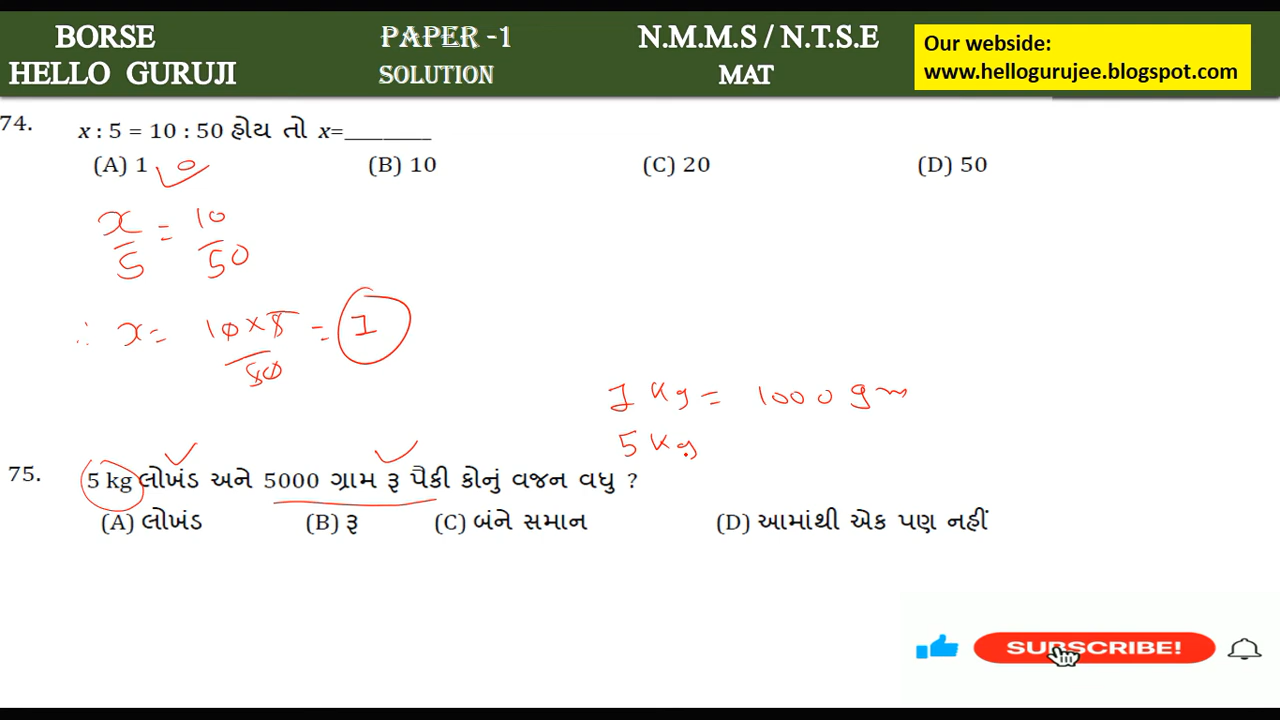 BORSE PAPER -1 N.M.M.S / N.T.S.E Our webside:
HELLO GURUJI SOLUTION MAT www.hellogurujee.blogspot.com
74. x : 5 = 10 : 50 હોય તો x=_______
(A) 1 (B) 10 (C) 20 (D) 50
x/5 = 10/50
∴ x = 10×5/50 = 1
1 Kg = 1000 gm
5 Kg
75. 5 kg લોખંડ અને 5000 ગ્રામ રૂ પૈકી કોનું વજન વધુ ?
(A) લોખંડ (B) રૂ (C) બંને સમાન (D) આમાંથી એક પણ નહીં
SUBSCRIBE!